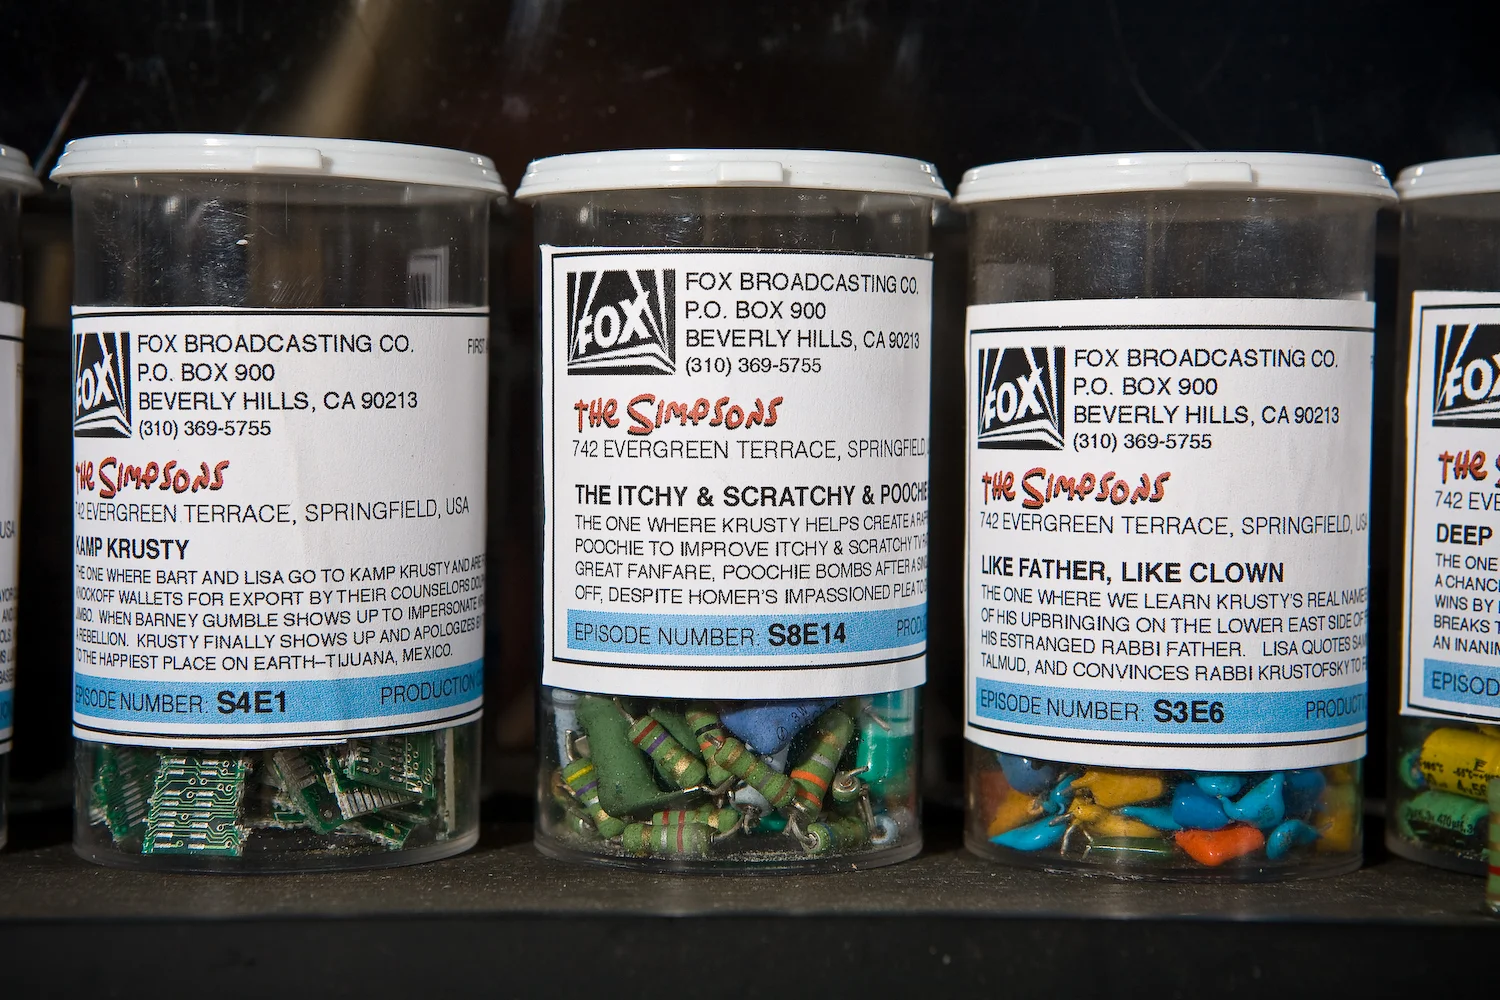 FOX
FOX BROADCASTING CO.
P.O. BOX 900
BEVERLY HILLS, CA 90213
(310) 369-5755
THE SIMPSONS
742 EVERGREEN TERRACE, SPRINGFIELD, USA
KAMP KRUSTY
THE ONE WHERE BART AND LISA GO TO KAMP KRUSTY AND ARE
KNOCKOFF WALLETS FOR EXPORT BY THEIR COUNSELORS
JIMBO. WHEN BARNEY GUMBLE SHOWS UP TO IMPERSONATE
A REBELLION. KRUSTY FINALLY SHOWS UP AND APOLOGIZES
TO THE HAPPIEST PLACE ON EARTH–TIJUANA, MEXICO.
EPISODE NUMBER: S4E1 PRODUCTION
FOX
FOX BROADCASTING CO.
P.O. BOX 900
BEVERLY HILLS, CA 90213
(310) 369-5755
THE SIMPSONS
742 EVERGREEN TERRACE, SPRINGFIELD,
THE ITCHY & SCRATCHY & POOCHIE
THE ONE WHERE KRUSTY HELPS CREATE A
POOCHIE TO IMPROVE ITCHY & SCRATCHY TV
GREAT FANFARE, POOCHIE BOMBS AFTER A
OFF, DESPITE HOMER'S IMPASSIONED PLEA
EPISODE NUMBER: S8E14
FOX
FOX BROADCASTING CO.
P.O. BOX 900
BEVERLY HILLS, CA 90213
(310) 369-5755
THE SIMPSONS
742 EVERGREEN TERRACE, SPRINGFIELD, USA
LIKE FATHER, LIKE CLOWN
THE ONE WHERE WE LEARN KRUSTY'S REAL NAME
OF HIS UPBRINGING ON THE LOWER EAST SIDE OF
HIS ESTRANGED RABBI FATHER. LISA QUOTES
TALMUD, AND CONVINCES RABBI KRUSTOFSKY TO
EPISODE NUMBER: S3E6
FOX
THE
742
DEEP
THE ONE
A CHANCE
WINS BY
BREAKS
AN